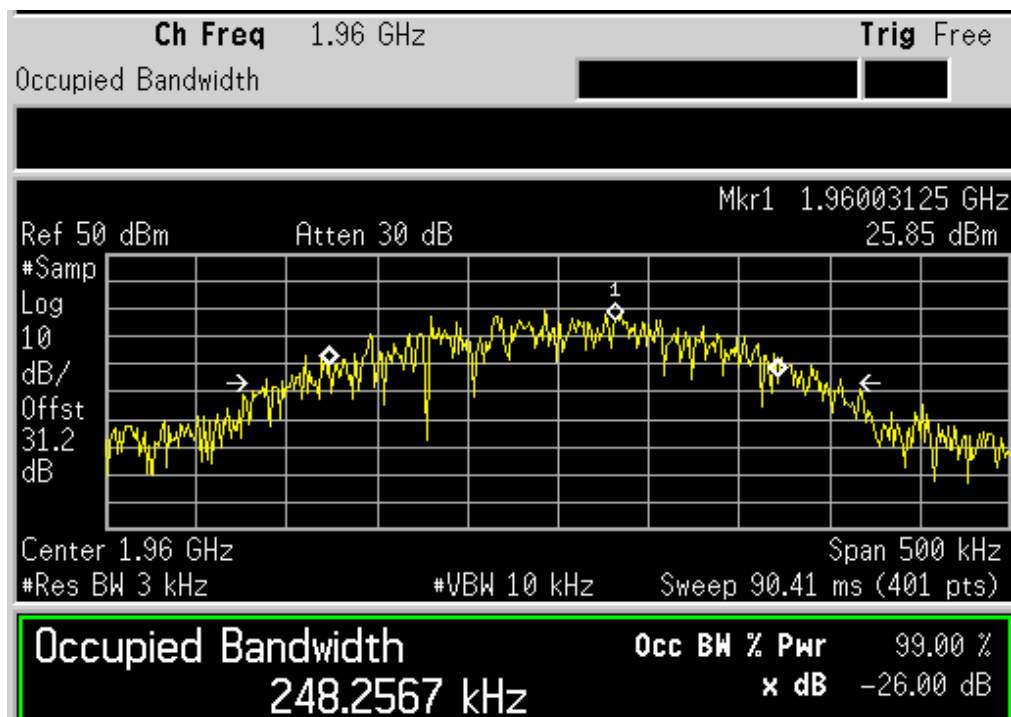 Ch Freq 1.96 GHz Trig Free
Occupied Bandwidth
Mkr1 1.96003125 GHz
Ref 50 dBm Atten 30 dB 25.85 dBm
#Samp
Log
10
dB/
Offst
31.2
dB
1
Center 1.96 GHz Span 500 kHz
#Res BW 3 kHz #VBW 10 kHz Sweep 90.41 ms (401 pts)
Occupied Bandwidth Occ BW % Pwr 99.00 %
248.2567 kHz x dB -26.00 dB